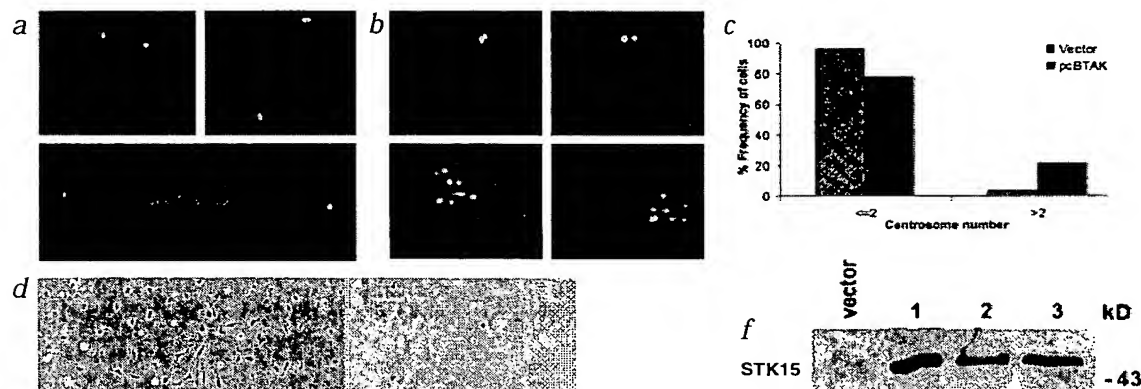 a
b
c
100
80
60
40
20
0
% Frequency of cells
Vector
pcBTAK
<=2
>2
Centrosome number
d
f
vector
1 2 3 kD
STK15
- 43